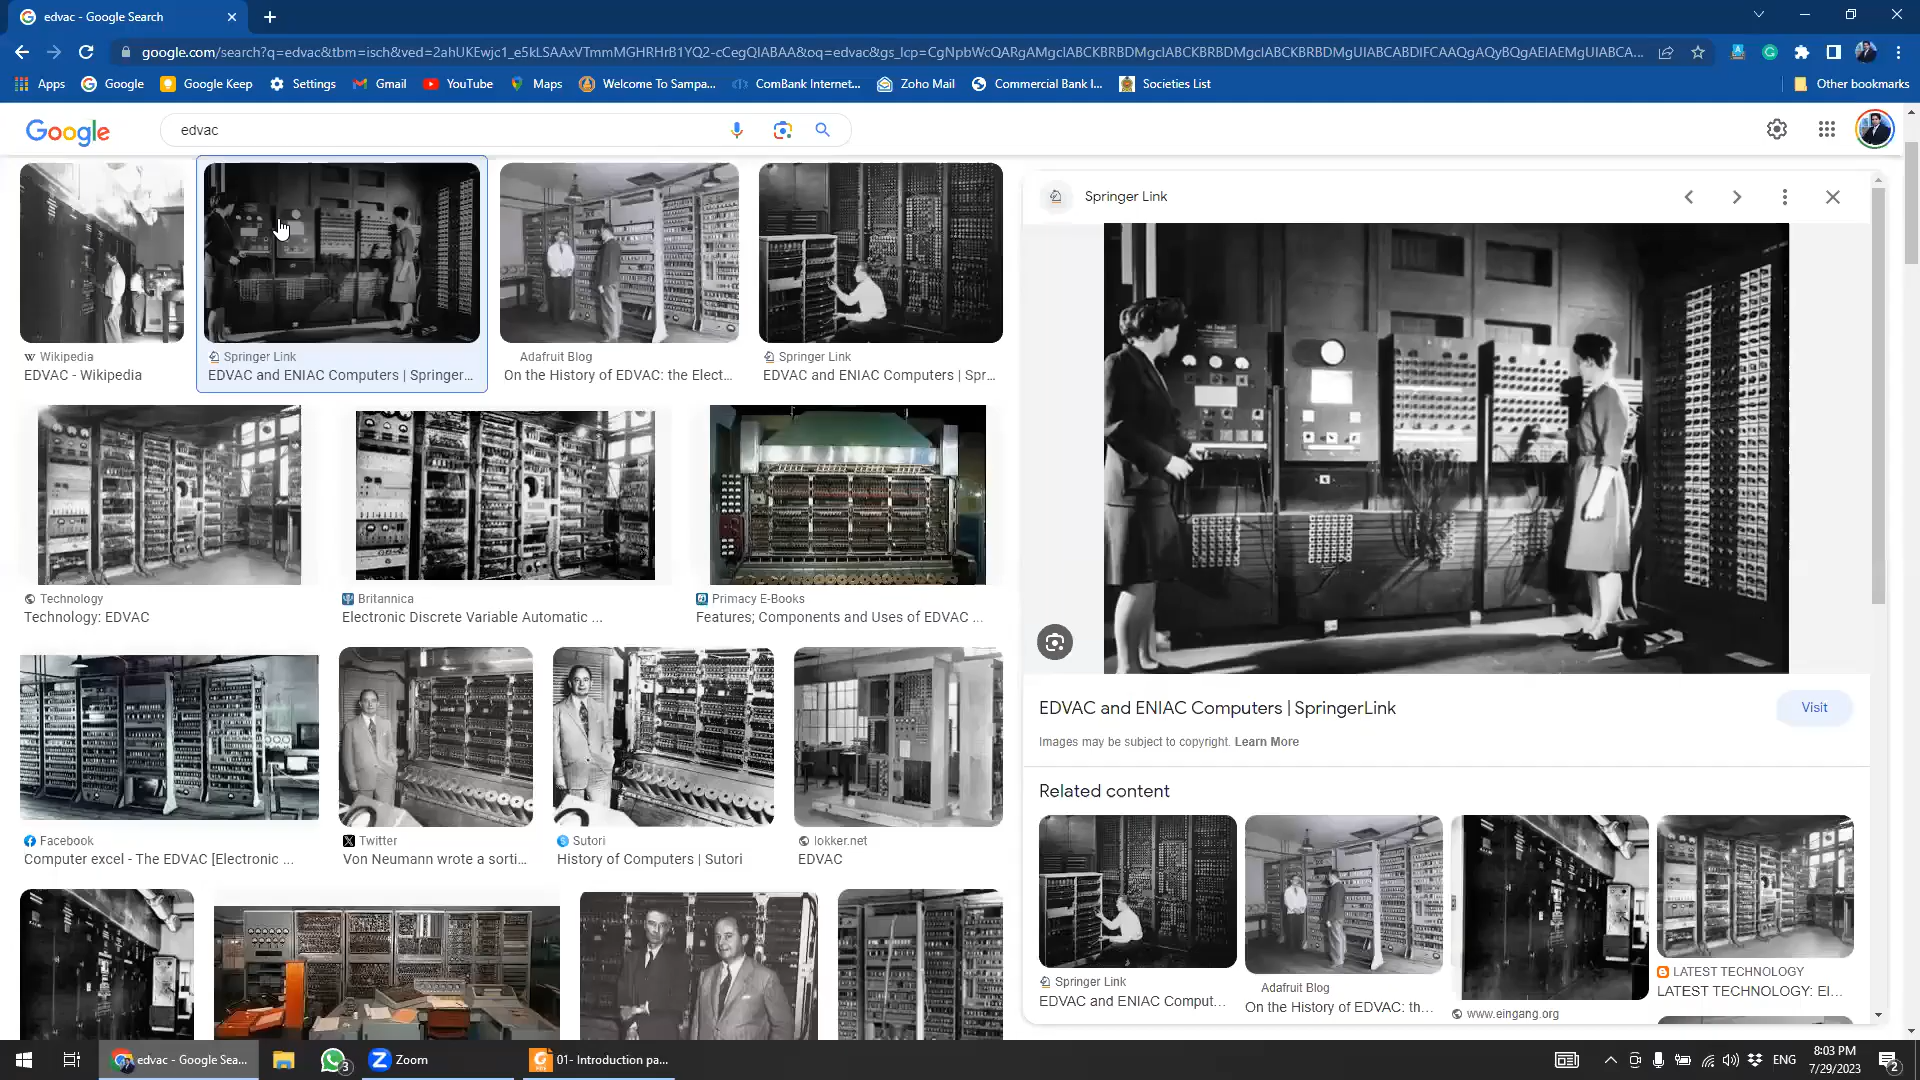 edvac - Google Search
google.com/search?q=edvac&tbm=isch&ved=2ahUKEwjc1_e5kLSAAxVTmmMGHRHrB1YQ2-cCegQIABAA&oq=edvac&gs_lcp=CgNpbWcQARgAMgcIABCKBRBDMgcIABCKBRBDMgcIABCKBRBDMgUIABCABDIFCAAQgAQyBQgAEIAEMgUIABCA...
Apps
Google
Google Keep
Settings
Gmail
YouTube
Maps
Welcome To Sampa...
ComBank Internet...
Zoho Mail
Commercial Bank I...
Societies List
Other bookmarks
Google
edvac
Wikipedia
EDVAC - Wikipedia
Springer Link
EDVAC and ENIAC Computers | Springer...
Adafruit Blog
On the History of EDVAC: the Elect...
Springer Link
EDVAC and ENIAC Computers | Spr...
Technology
Technology: EDVAC
Britannica
Electronic Discrete Variable Automatic ...
Primacy E-Books
Features; Components and Uses of EDVAC ...
Facebook
Computer excel - The EDVAC [Electronic ...
Twitter
Von Neumann wrote a sorti...
Sutori
History of Computers | Sutori
lokker.net
EDVAC
Springer Link
EDVAC and ENIAC Computers | SpringerLink
Visit
Images may be subject to copyright. Learn More
Related content
Springer Link
EDVAC and ENIAC Comput...
Adafruit Blog
On the History of EDVAC: th...
www.eingang.org
LATEST TECHNOLOGY
LATEST TECHNOLOGY: EI...
edvac - Google Sea...
3
Zoom
01- Introduction pa...
ENG
8:03 PM
7/29/2023
2